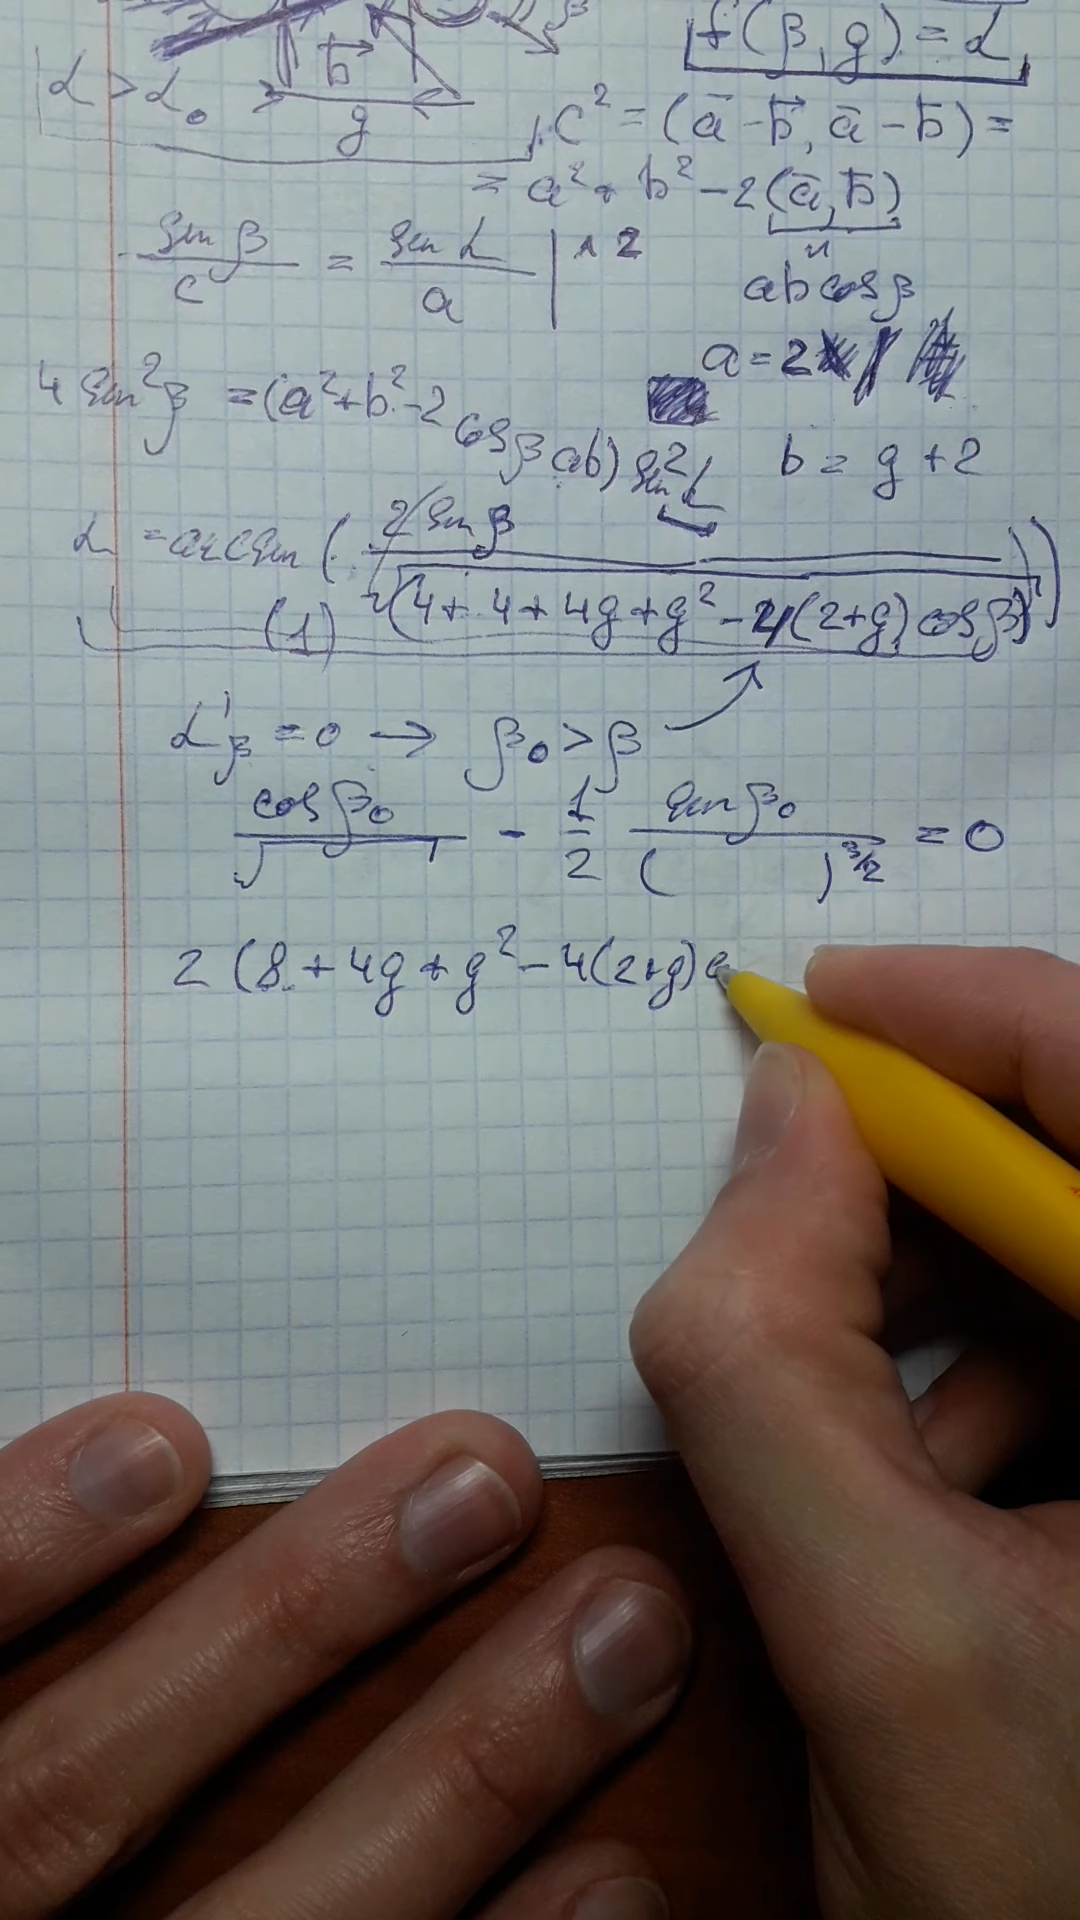 β
b⃗
f(β, g) = α
α > α₀
g
c² = (a̅ - b⃗, a̅ - b̅) =
= a² + b² - 2(a̅, b̅)
sin β / c = sin α / a | ^ 2
ab cos β
a = 2
4 sin² β = (a² + b² - 2 cos β ab) sin² α
b = g + 2
α = arcsin ( 2 sin β / √(4 + 4 + 4g + g² - 4(2+g) cos β) )
(1)
α'β = 0 → β₀ > β
cos β₀ / √ - 1/2 sin β₀ / ( )^3/2 = 0
2 (8 + 4g + g² - 4(2+g) c